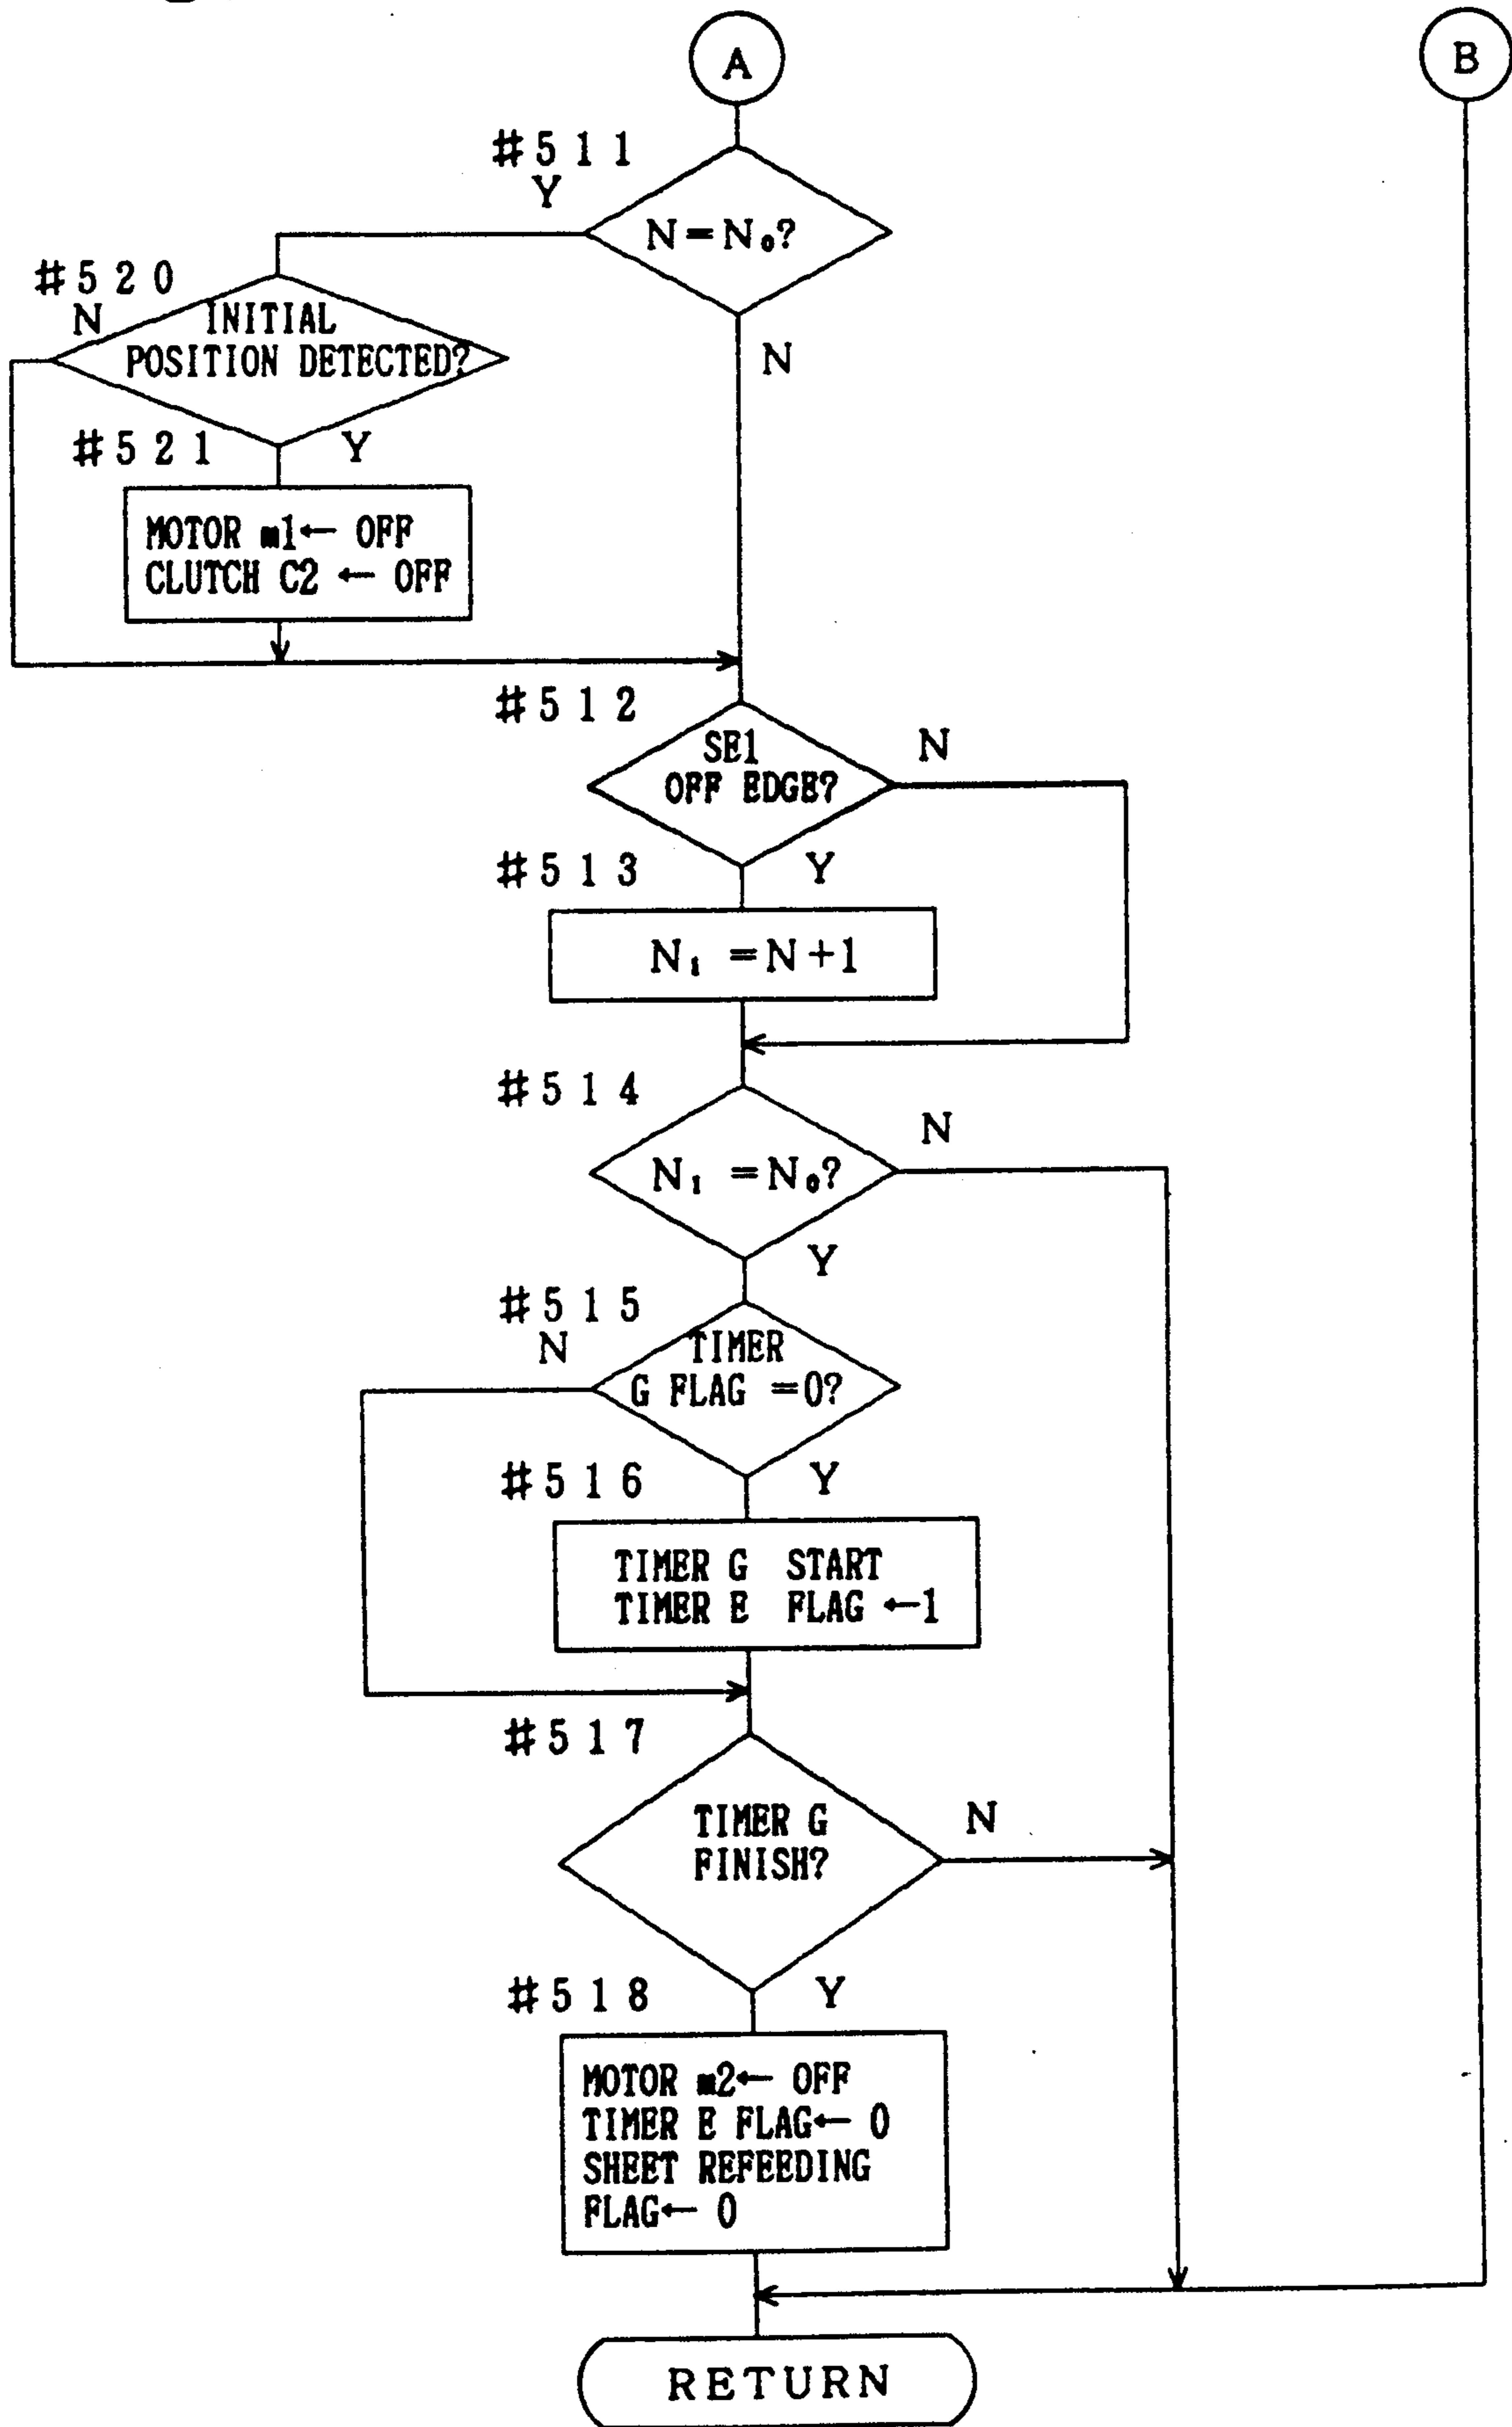 A
B
#511
Y
N=N₀?
#520
N
INITIAL
POSITION DETECTED?
N
#521
Y
MOTOR m1← OFF
CLUTCH C2 ← OFF
#512
SE1
OFF EDGE?
N
#513
Y
N₁ =N+1
#514
N
N₁ =N₀?
Y
#515
N
TIMER
G FLAG =0?
#516
Y
TIMER G START
TIMER E FLAG ←1
#517
TIMER G
FINISH?
N
#518
Y
MOTOR m2← OFF
TIMER E FLAG← 0
SHEET REFEEDING
FLAG← 0
RETURN